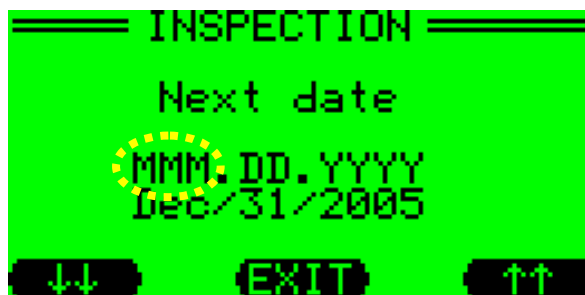 INSPECTION
Next date
MMM.DD.YYYY
Dec/31/2005
↓↓ EXIT ↑↑